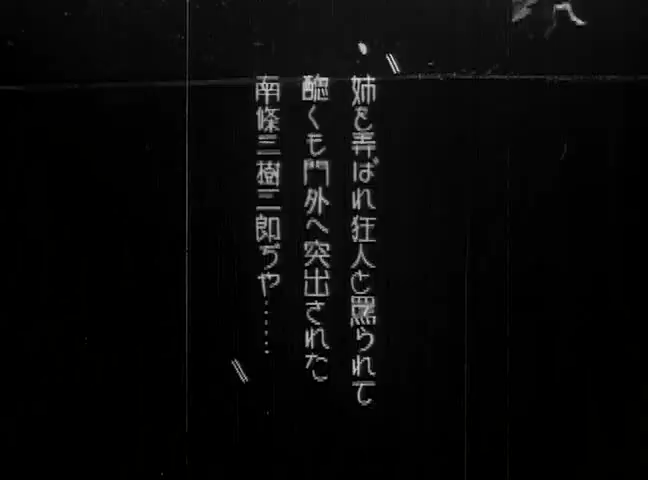 〝姉を弄ばれ狂人と罵られて
醜くも門外へ突出された
南條三樹三郎ぢや……〟